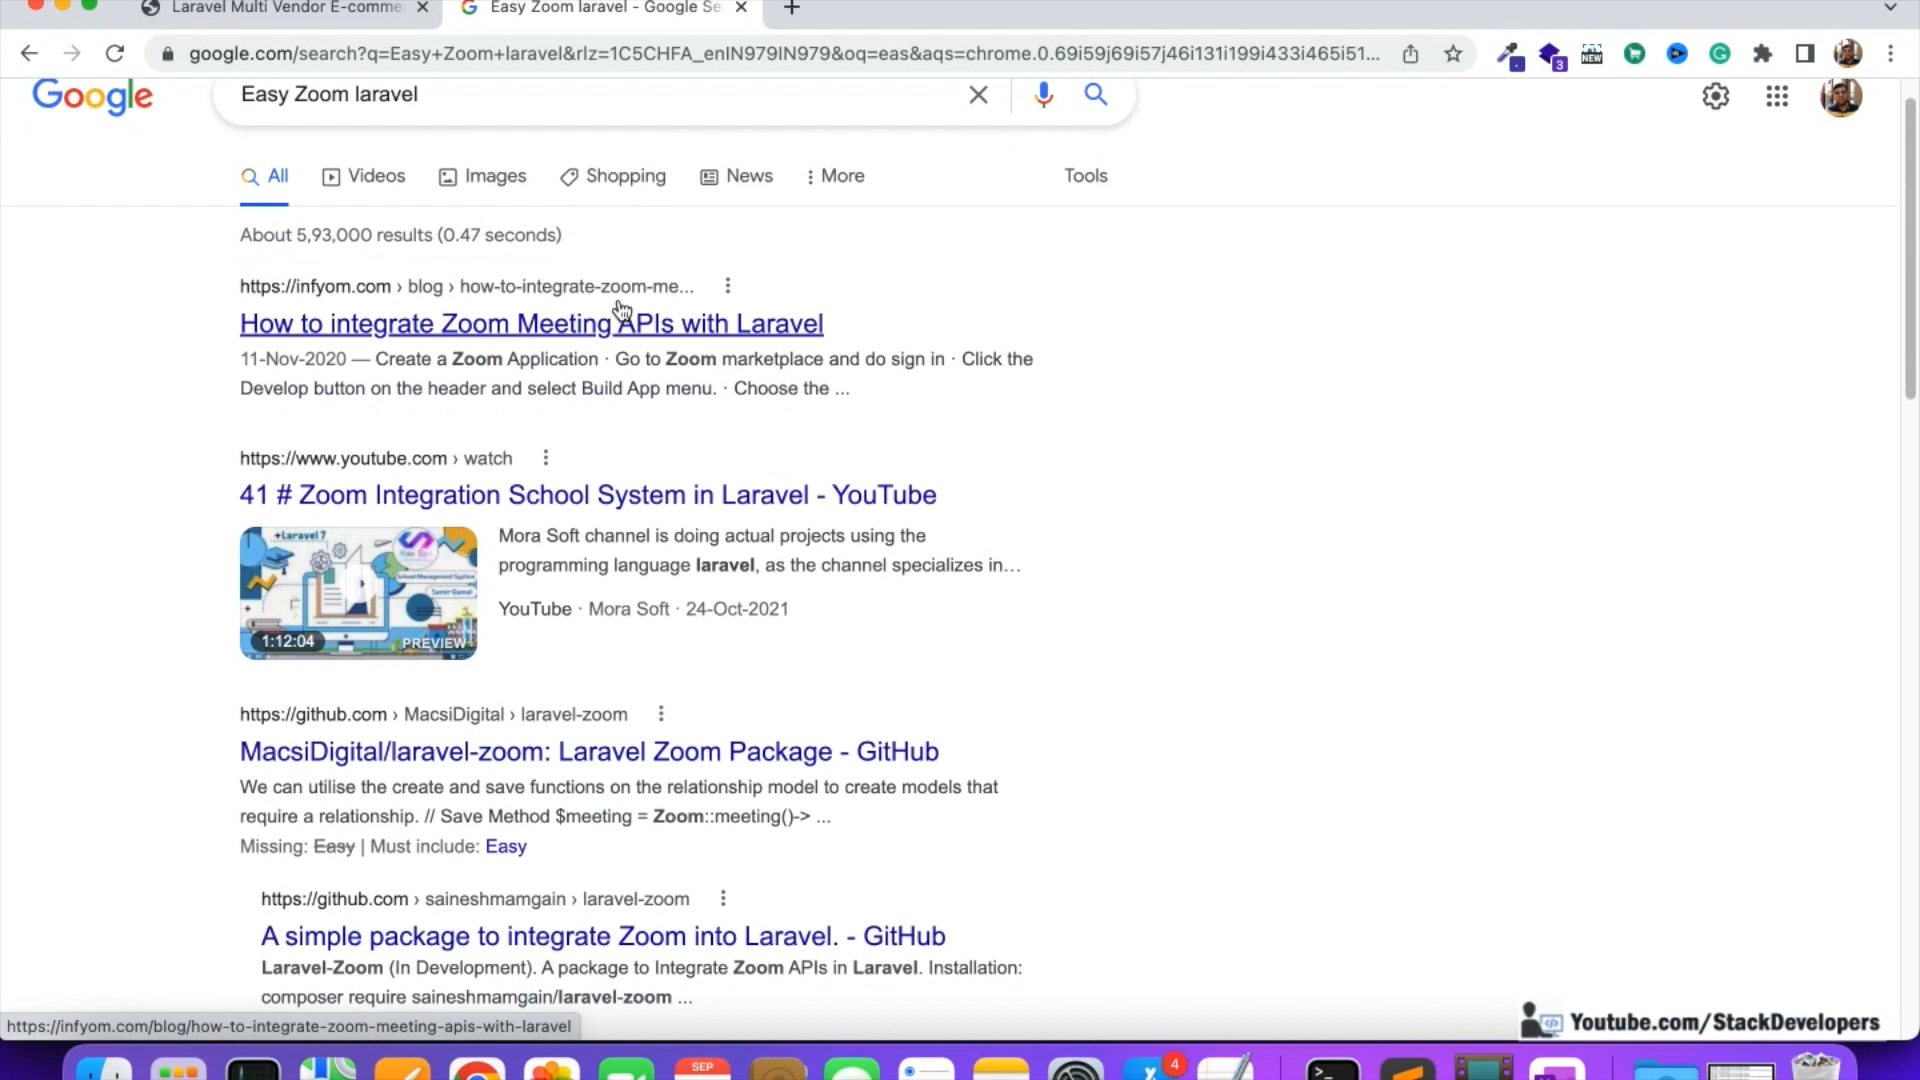 Laravel Multi Vendor E-comme
Easy Zoom laravel - Google Se
google.com/search?q=Easy+Zoom+laravel&rlz=1C5CHFA_enIN979IN979&oq=eas&aqs=chrome.0.69i59j69i57j46i131i199i433i465i51...
NEW
3
Google
Easy Zoom laravel
All
Videos
Images
Shopping
News
More
Tools
About 5,93,000 results (0.47 seconds)
https://infyom.com › blog › how-to-integrate-zoom-me...
How to integrate Zoom Meeting APIs with Laravel
11-Nov-2020 — Create a Zoom Application · Go to Zoom marketplace and do sign in · Click the
Develop button on the header and select Build App menu. · Choose the ...
https://www.youtube.com › watch
41 # Zoom Integration School System in Laravel - YouTube
+Laravel 7
School Management System
Samir Gamal
1:12:04
PREVIEW
Mora Soft channel is doing actual projects using the
programming language laravel, as the channel specializes in...
YouTube · Mora Soft · 24-Oct-2021
https://github.com › MacsiDigital › laravel-zoom
MacsiDigital/laravel-zoom: Laravel Zoom Package - GitHub
We can utilise the create and save functions on the relationship model to create models that
require a relationship. // Save Method $meeting = Zoom::meeting()-> ...
Missing: Easy | Must include: Easy
https://github.com › saineshmamgain › laravel-zoom
A simple package to integrate Zoom into Laravel. - GitHub
Laravel-Zoom (In Development). A package to Integrate Zoom APIs in Laravel. Installation:
composer require saineshmamgain/laravel-zoom ...
https://infyom.com/blog/how-to-integrate-zoom-meeting-apis-with-laravel
Youtube.com/StackDevelopers
SEP
4